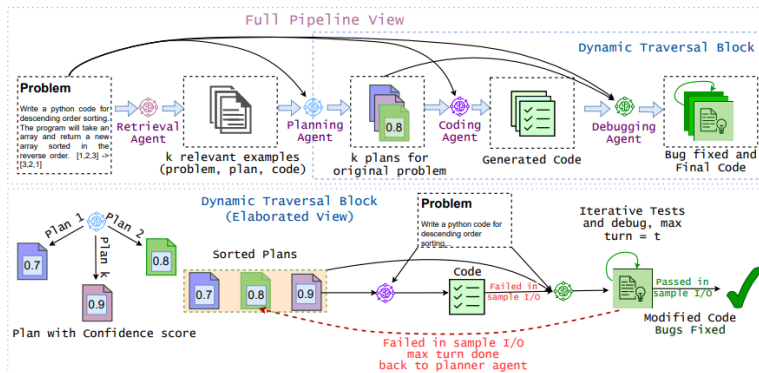 Full Pipeline View
Dynamic Traversal Block
Problem
Write a python code for
descending order sorting.
The program will take an
array and return a new
array sorted in the
reverse order. [1,2,3] ->
[3,2,1]
Retrieval
Agent
k relevant examples
(problem, plan, code)
Planning
Agent
0.8
k plans for
original problem
Coding
Agent
Generated Code
Debugging
Agent
Bug fixed and
Final Code
Dynamic Traversal Block
(Elaborated View)
Plan 1
Plan 2
Plan k
0.7
0.8
0.9
Plan with Confidence score
Sorted Plans
0.7
0.8
0.9
Problem
Write a python code for
descending order
sorting...
Code
Failed in
sample I/O
Iterative Tests
and debug, max
turn = t
Passed in
sample I/O
Modified Code
Bugs Fixed
Failed in sample I/O
max turn done
back to planner agent